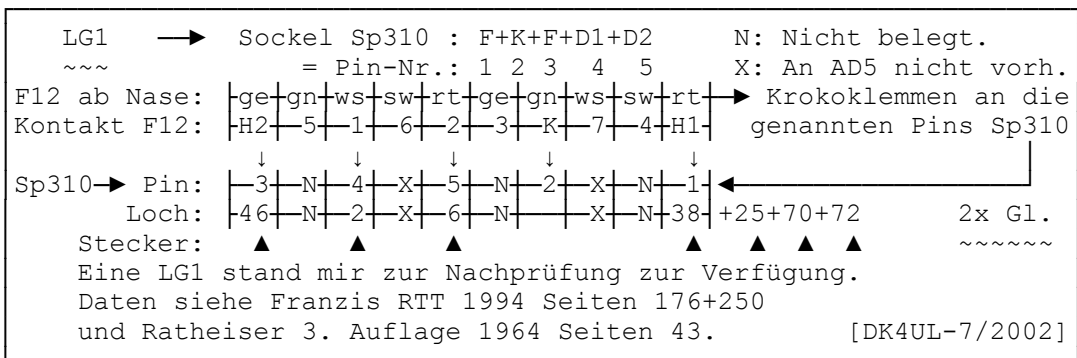 LG1 ──► Sockel Sp310 : F+K+F+D1+D2 N: Nicht belegt.
~~~ = Pin-Nr.: 1 2 3 4 5 X: An AD5 nicht vorh.
F12 ab Nase: ├ge┼gn┼ws┼sw┼rt┼ge┼gn┼ws┼sw┼rt┼─► Krokoklemmen an die
Kontakt F12: ├H2┼─5┼─1┼─6┼─2┼─3┼─K┼─7┼─4┼H1┤ genannten Pins Sp310
↓ ↓ ↓ ↓ ↓
Sp310─► Pin: ├─3┼─N┼─4┼─X┼─5┼─N┼─2┼─X┼─N┼─1┤◄
Loch: ├46┼─N┼─2┼─X┼─6┼─N┼──┼─X┼─N┼38┤+25+70+72 2x Gl.
Stecker: ▲ ▲ ▲ ▲ ▲ ▲ ▲ ~~~~~~
Eine LG1 stand mir zur Nachprüfung zur Verfügung.
Daten siehe Franzis RTT 1994 Seiten 176+250
und Ratheiser 3. Auflage 1964 Seiten 43. [DK4UL-7/2002]